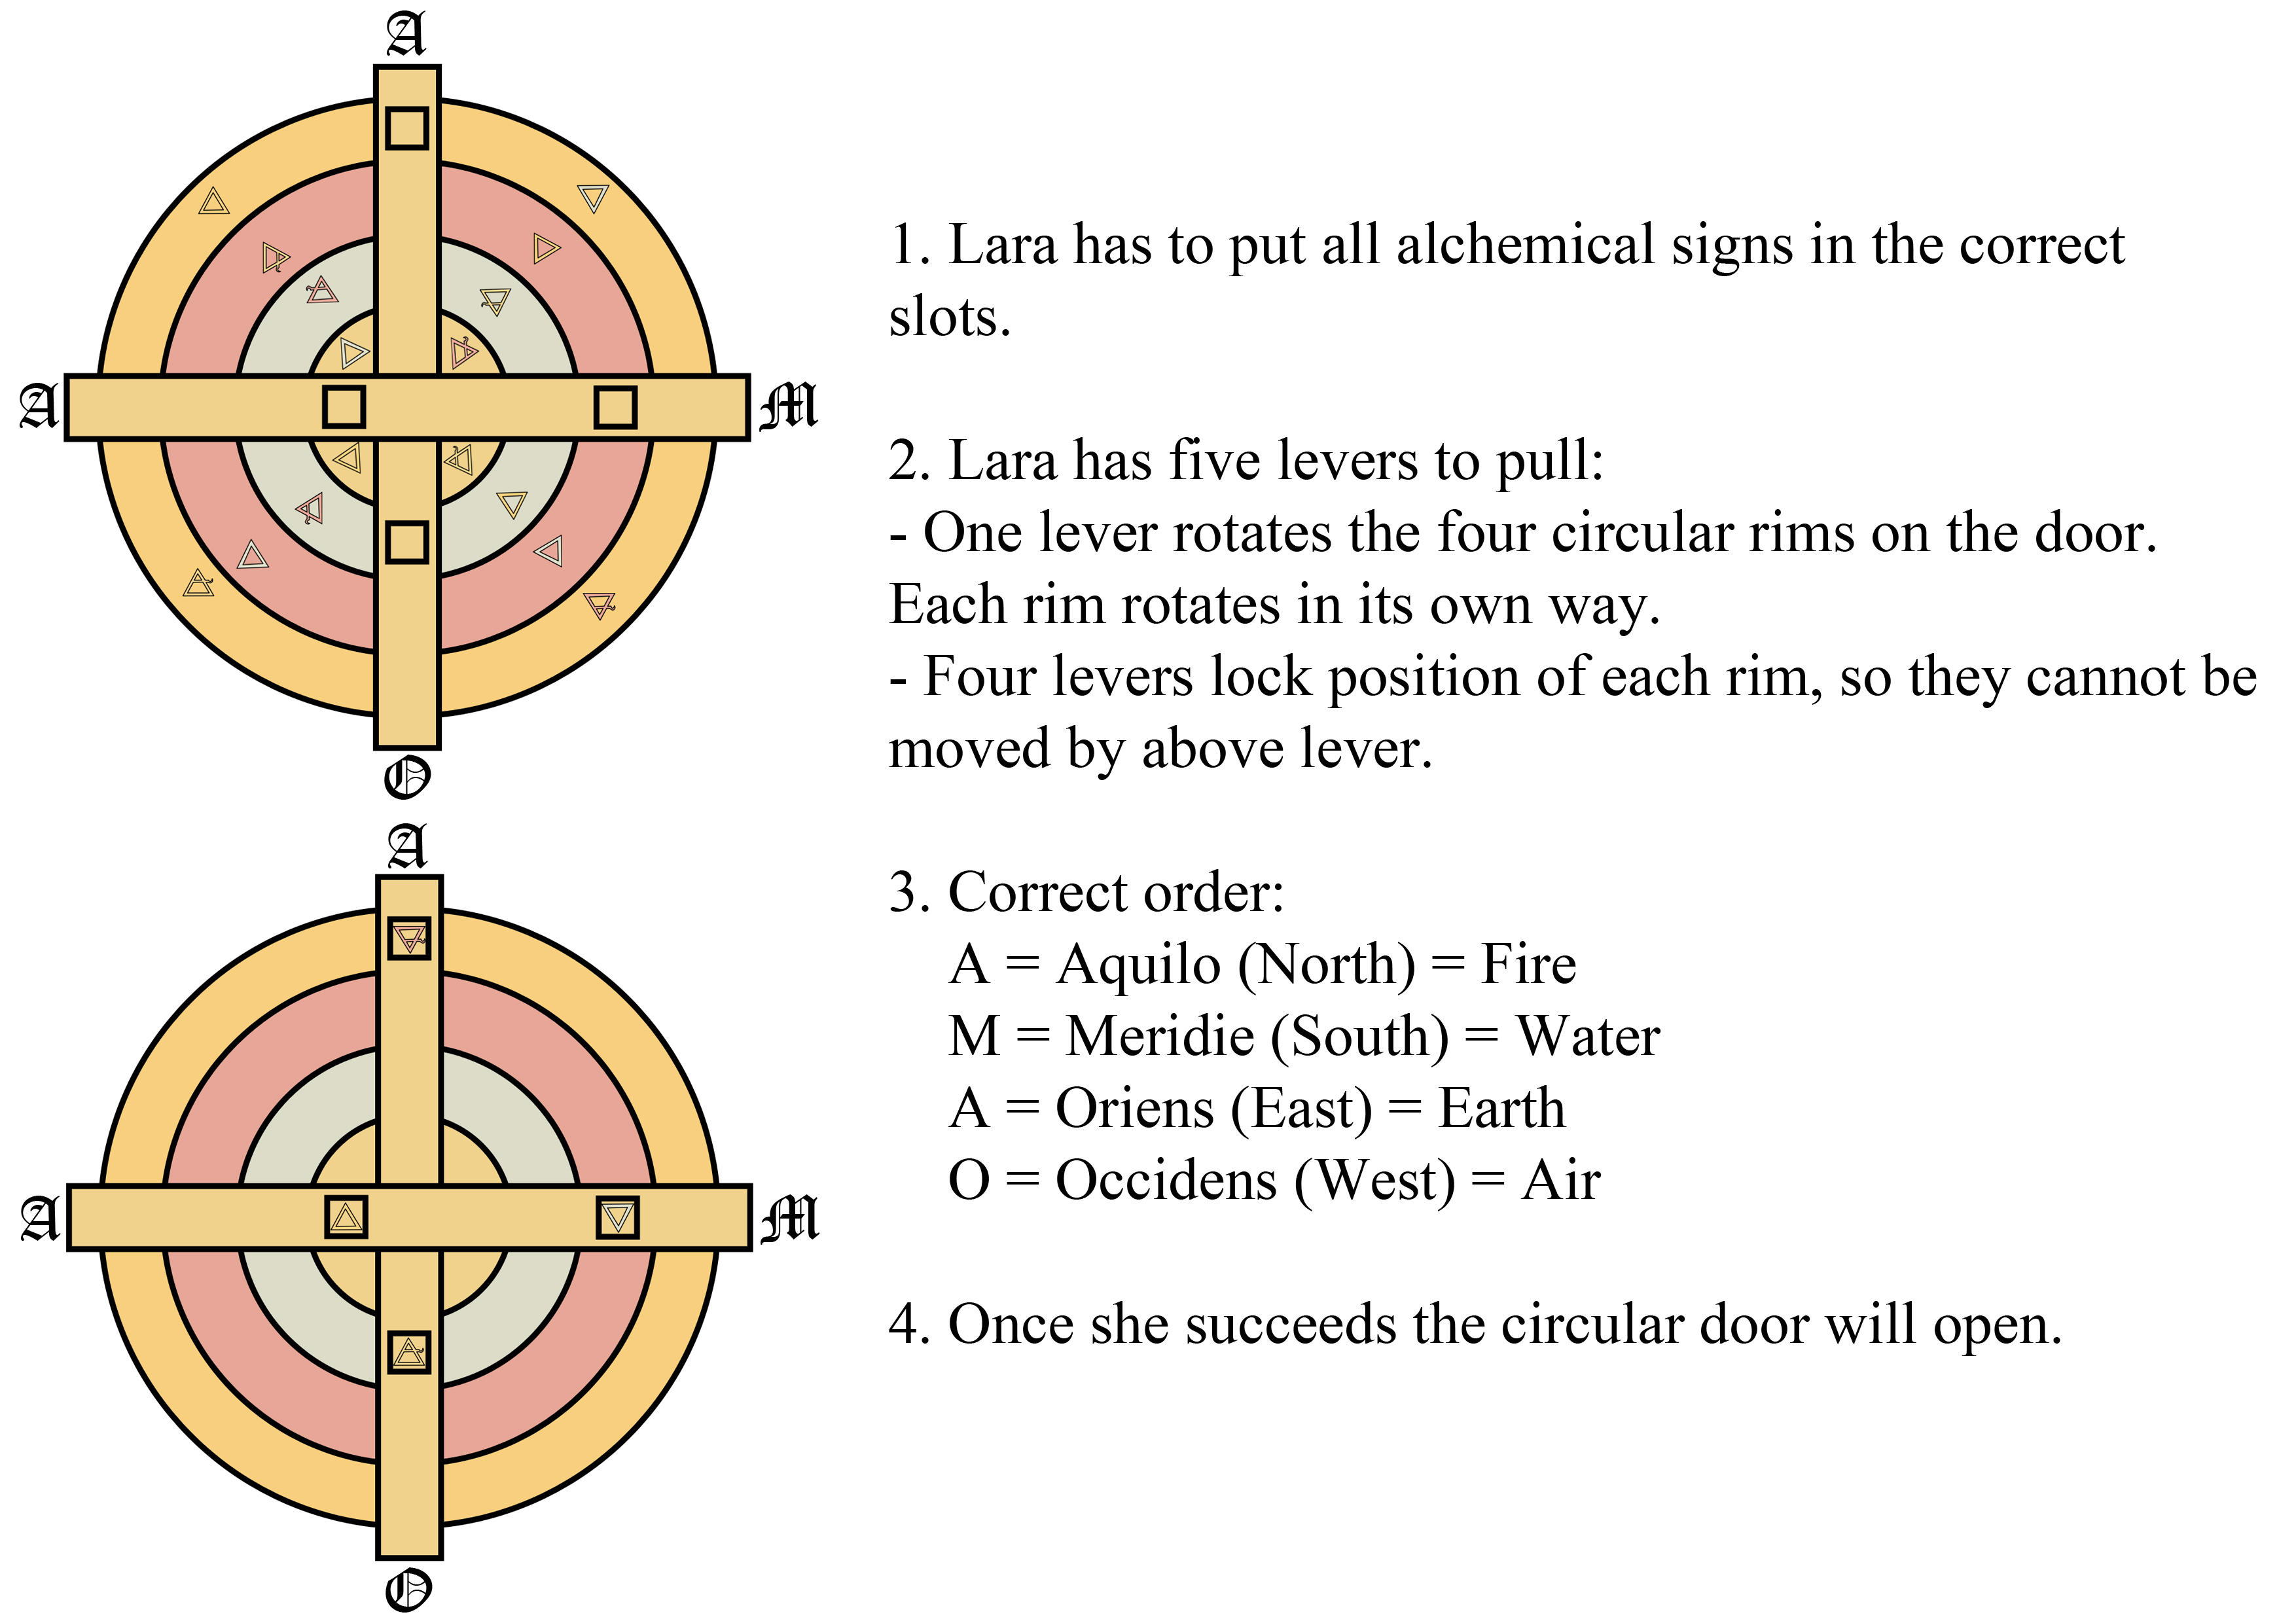 A
A
M
O
A
A
M
O
1. Lara has to put all alchemical signs in the correct
slots.
2. Lara has five levers to pull:
- One lever rotates the four circular rims on the door.
Each rim rotates in its own way.
- Four levers lock position of each rim, so they cannot be
moved by above lever.
3. Correct order:
A = Aquilo (North) = Fire
M = Meridie (South) = Water
A = Oriens (East) = Earth
O = Occidens (West) = Air
4. Once she succeeds the circular door will open.